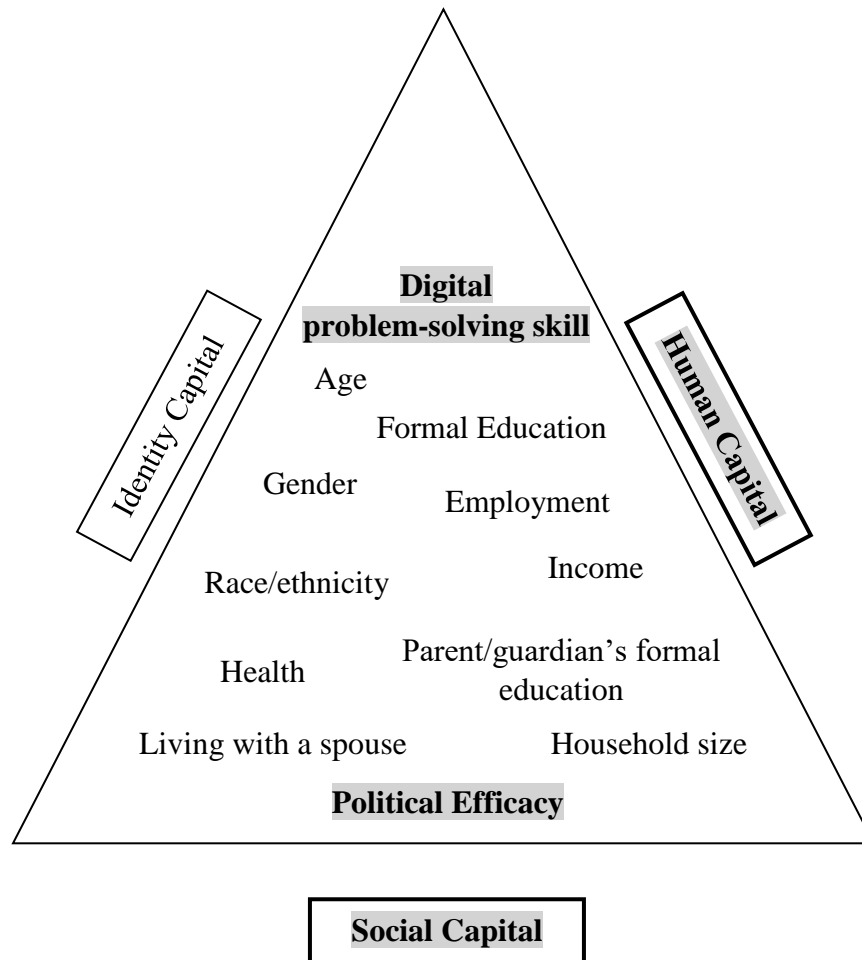 Digital
problem-solving skill
Identity Capital
Human Capital
Age
Formal Education
Gender
Employment
Race/ethnicity
Income
Health
Parent/guardian’s formal
education
Living with a spouse
Household size
Political Efficacy
Social Capital